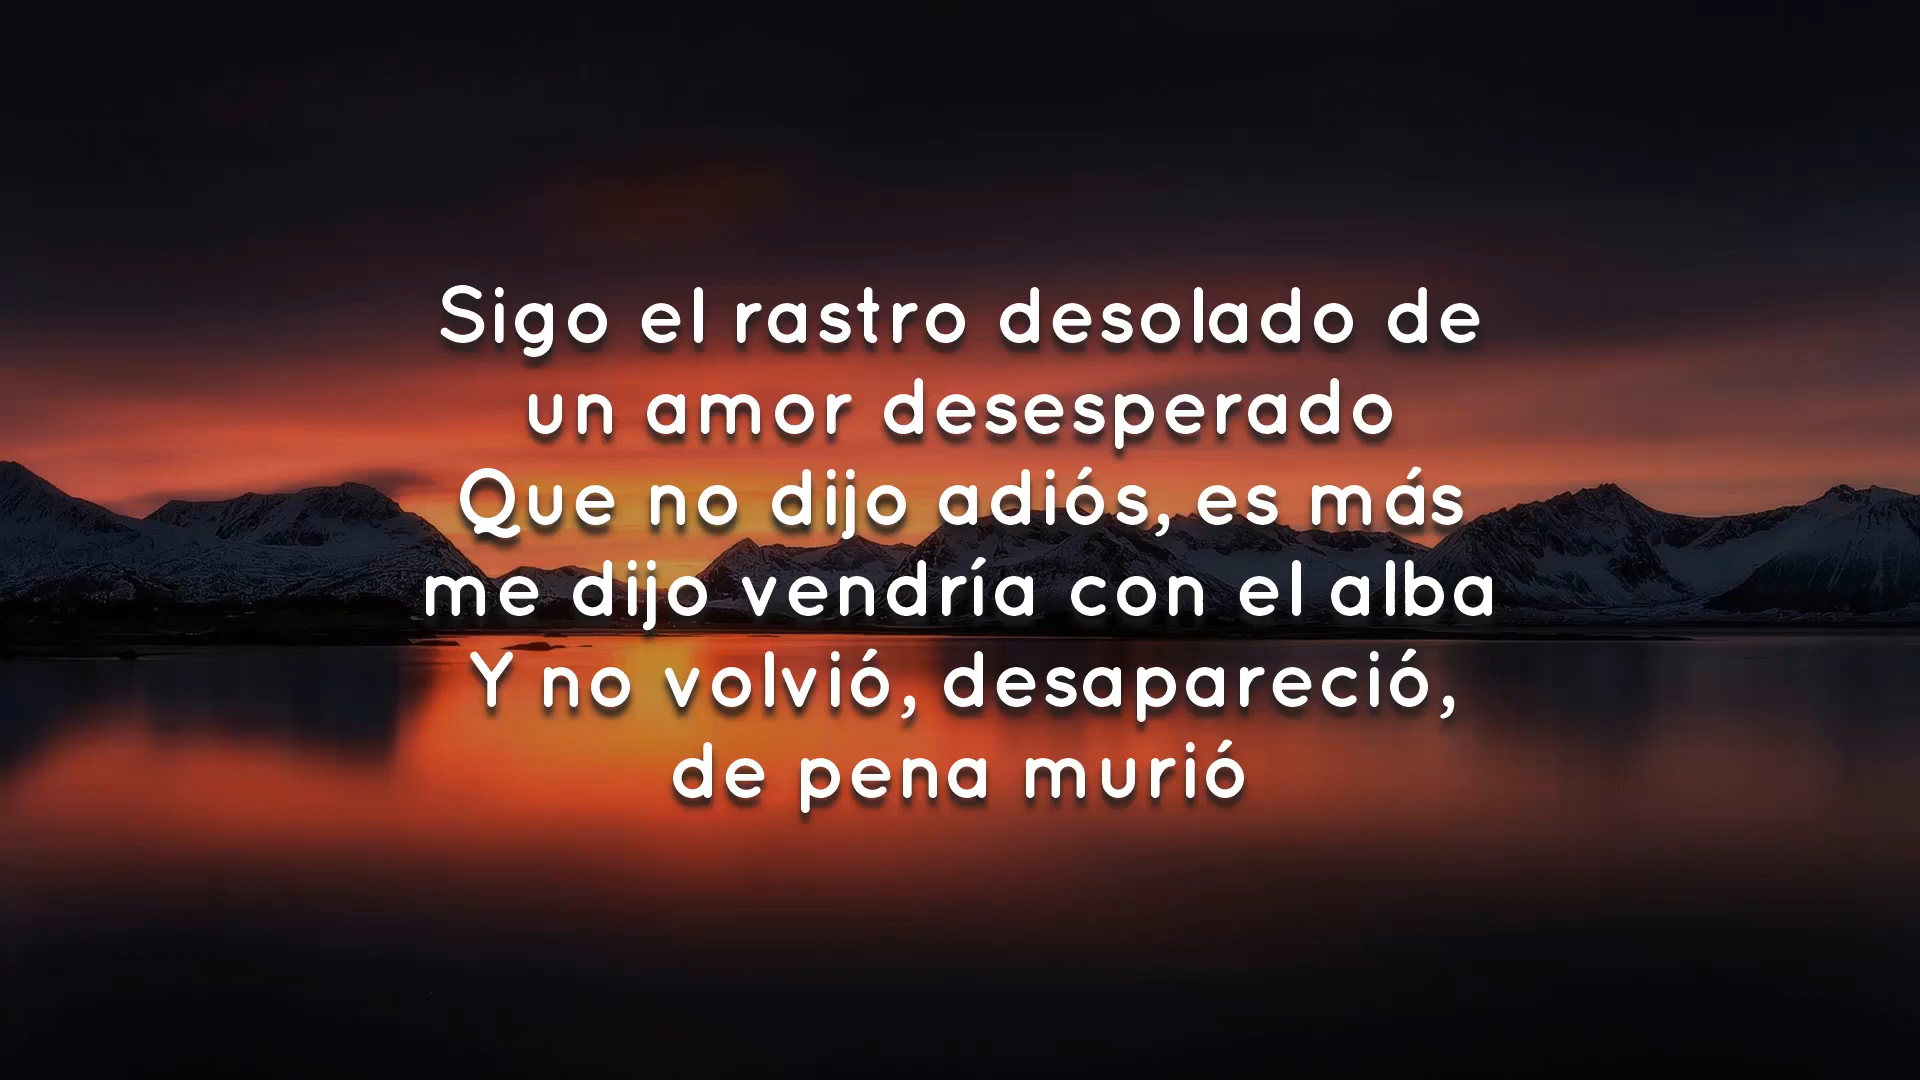 Sigo el rastro desolado de
un amor desesperado
Que no dijo adiós, es más
me dijo vendría con el alba
Y no volvió, desapareció,
de pena murió